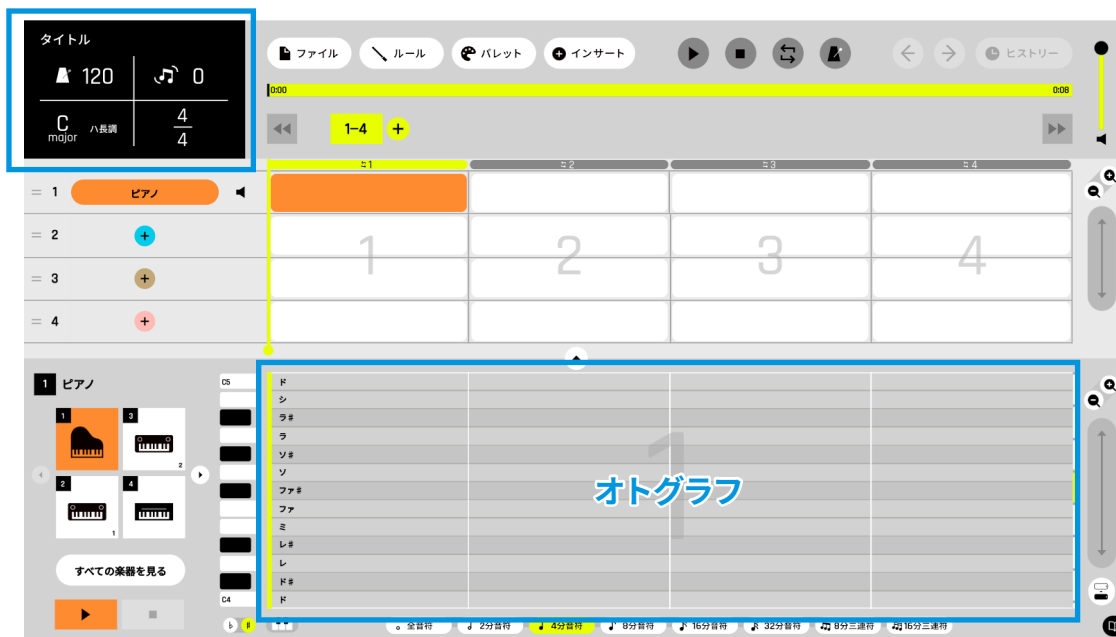 タイトル
120 0
C major ハ長調 4 4
ファイル ルール パレット インサート ヒストリー
0:00 0:08
1-4 +
1 2 3 4
1 ピアノ
2 +
3 +
4 +
1 2 3 4
1 ピアノ
1 3
2
2 4
1
すべての楽器を見る
C5 ド
シ
ラ#
ラ
ソ#
ソ
ファ#
ファ
ミ
レ#
レ
ド#
C4 ド
1
オトグラフ
♭ # 全音符 2分音符 4分音符 8分音符 16分音符 32分音符 8分三連符 16分三連符